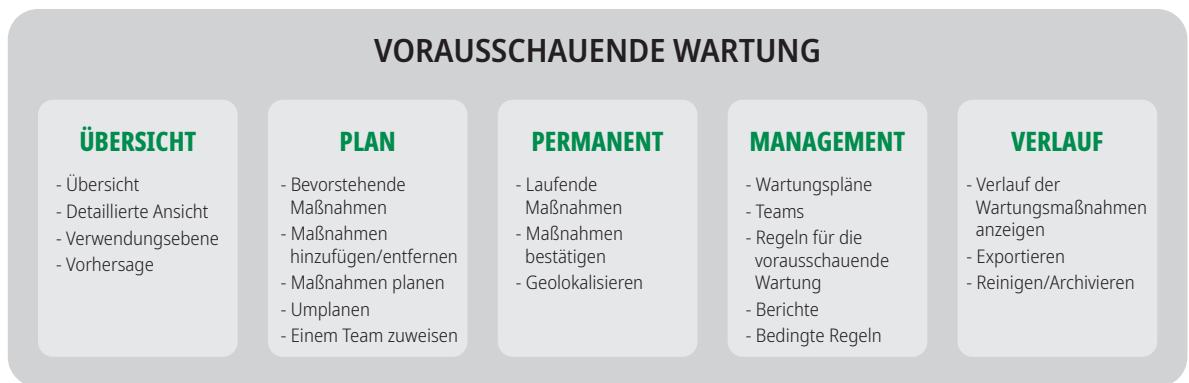 VORAUSSCHAUENDE WARTUNG
ÜBERSICHT
- Übersicht
- Detaillierte Ansicht
- Verwendungsebene
- Vorhersage
PLAN
- Bevorstehende
Maßnahmen
- Maßnahmen
hinzufügen/entfernen
- Maßnahmen planen
- Umplanen
- Einem Team zuweisen
PERMANENT
- Laufende
Maßnahmen
- Maßnahmen
bestätigen
- Geolokalisieren
MANAGEMENT
- Wartungspläne
- Teams
- Regeln für die
vorausschauende
Wartung
- Berichte
- Bedingte Regeln
VERLAUF
- Verlauf der
Wartungsmaßnahmen
anzeigen
- Exportieren
- Reinigen/Archivieren